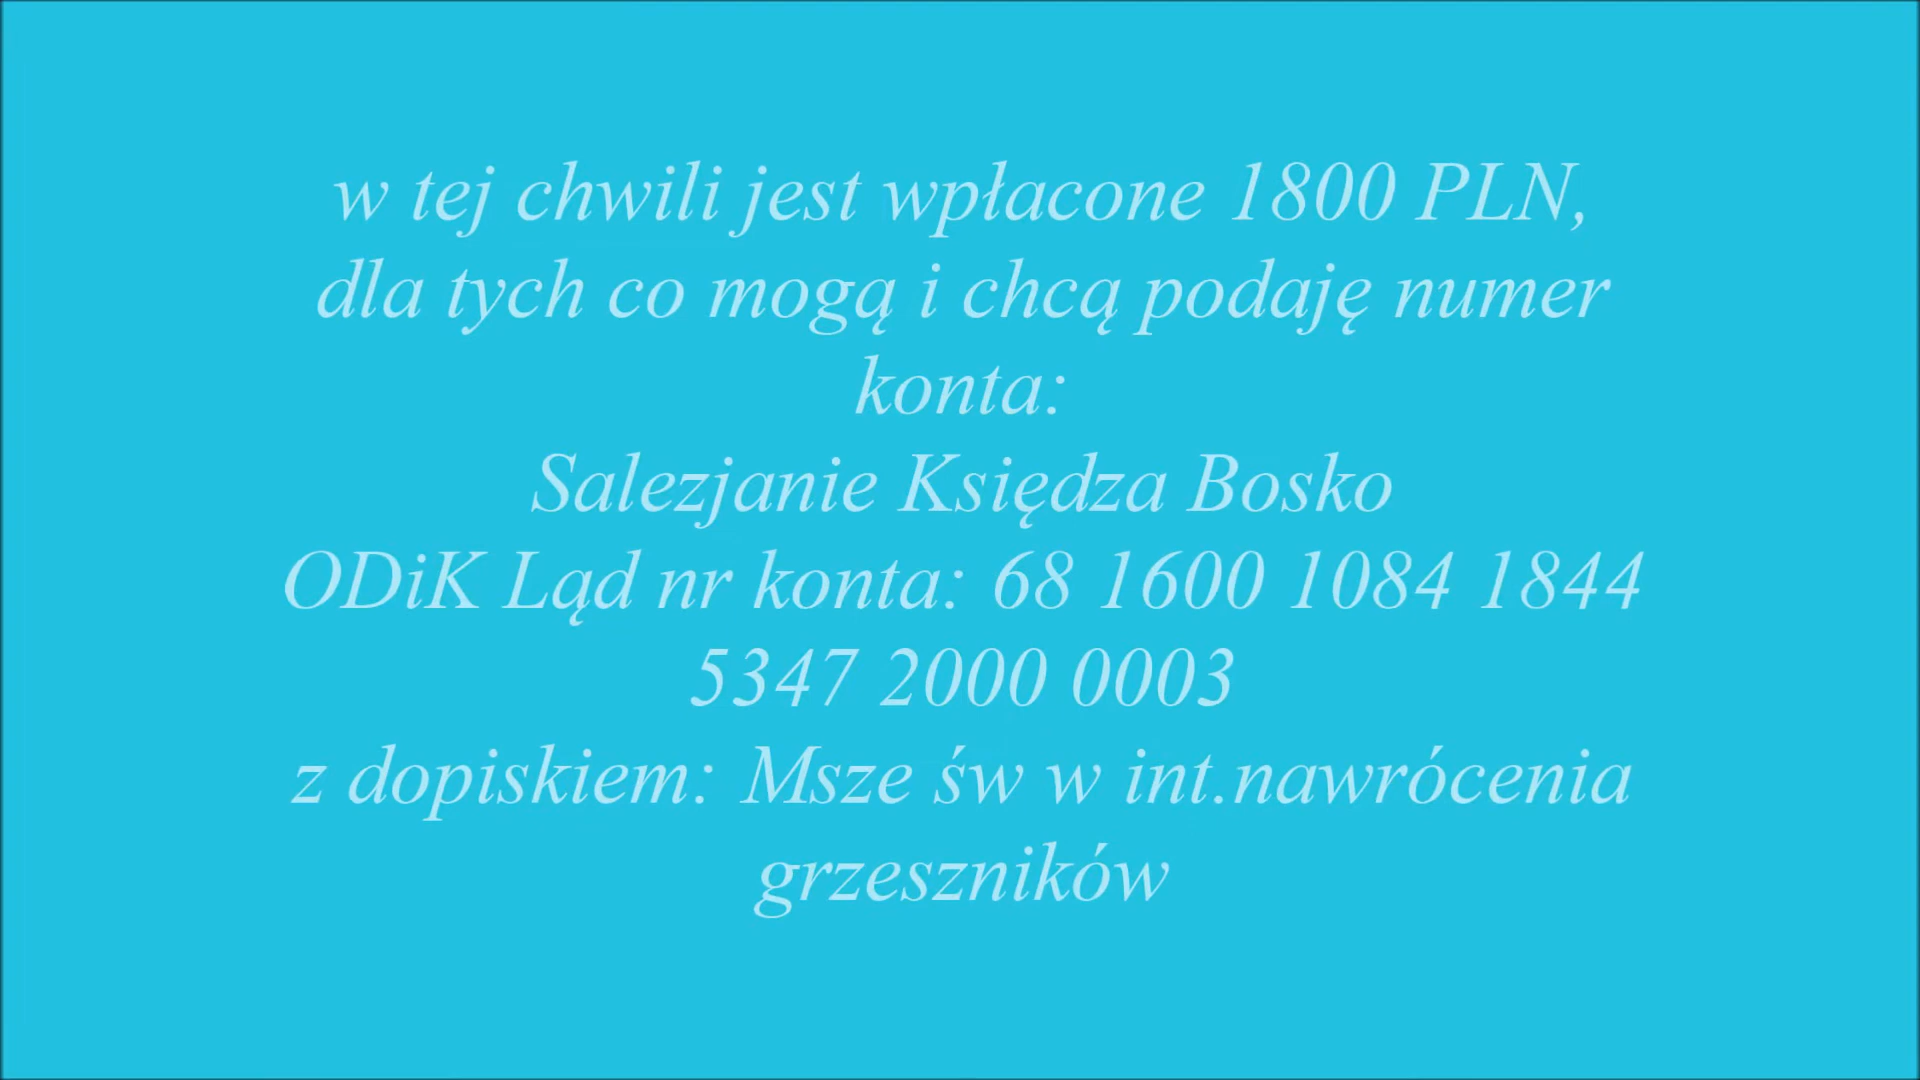 w tej chwili jest wpłacone 1800 PLN,
dla tych co mogą i chcą podaję numer
konta:
Salezjanie Księdza Bosko
ODiK Ląd nr konta: 68 1600 1084 1844
5347 2000 0003
z dopiskiem: Msze św w int.nawrócenia
grzeszników